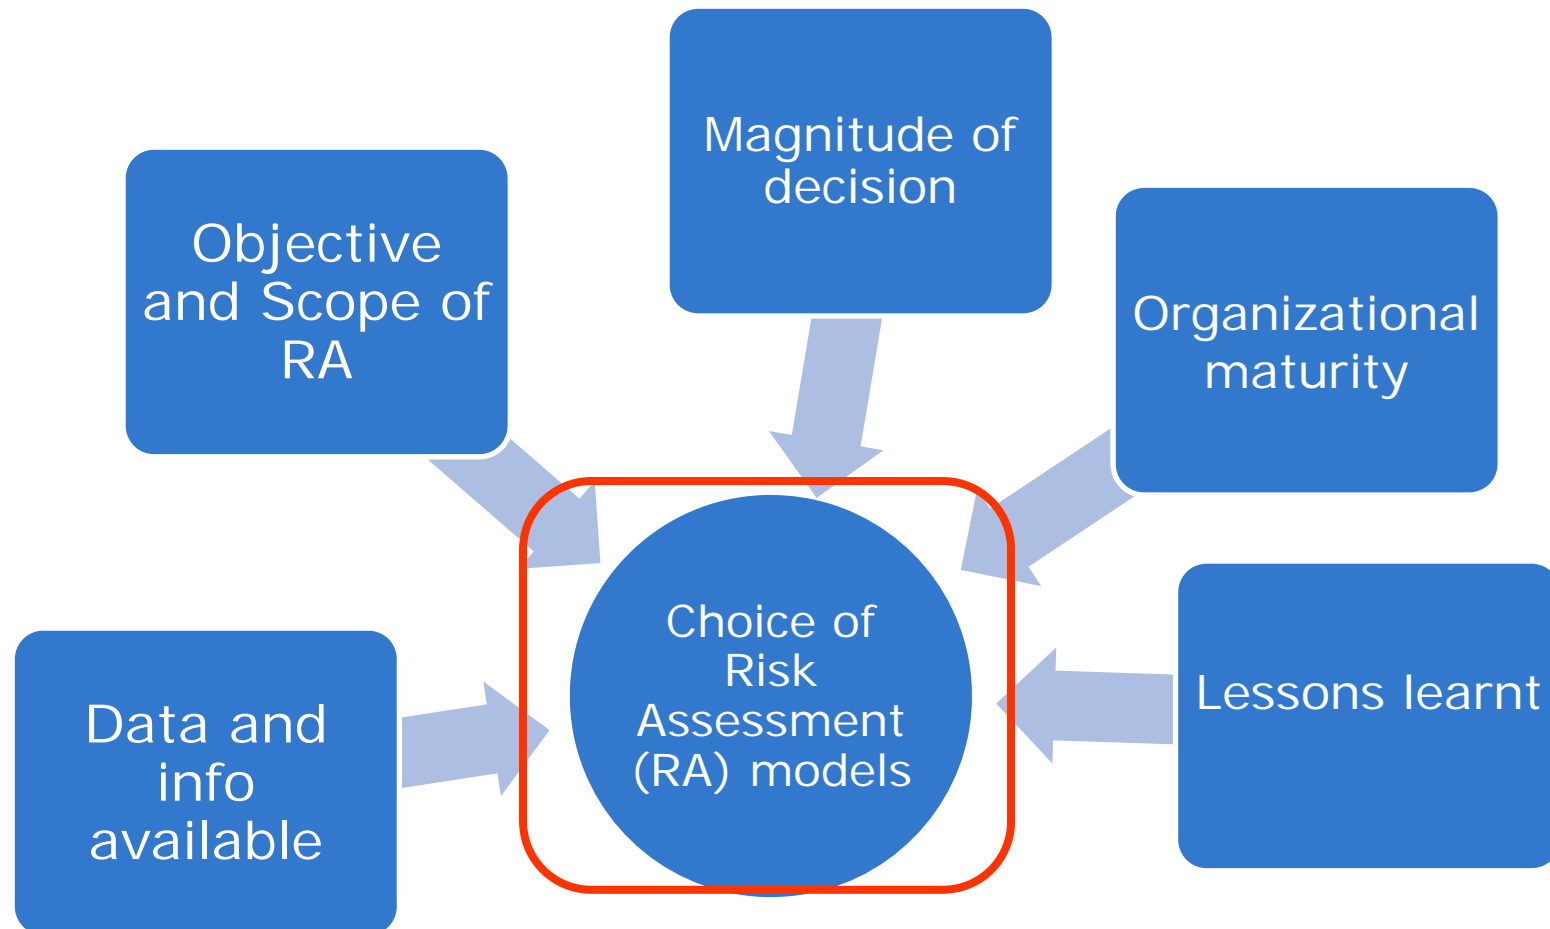 Magnitude of
decision
Objective
and Scope of
RA
Organizational
maturity
Choice of
Risk
Assessment
(RA) models
Lessons learnt
Data and
info
available